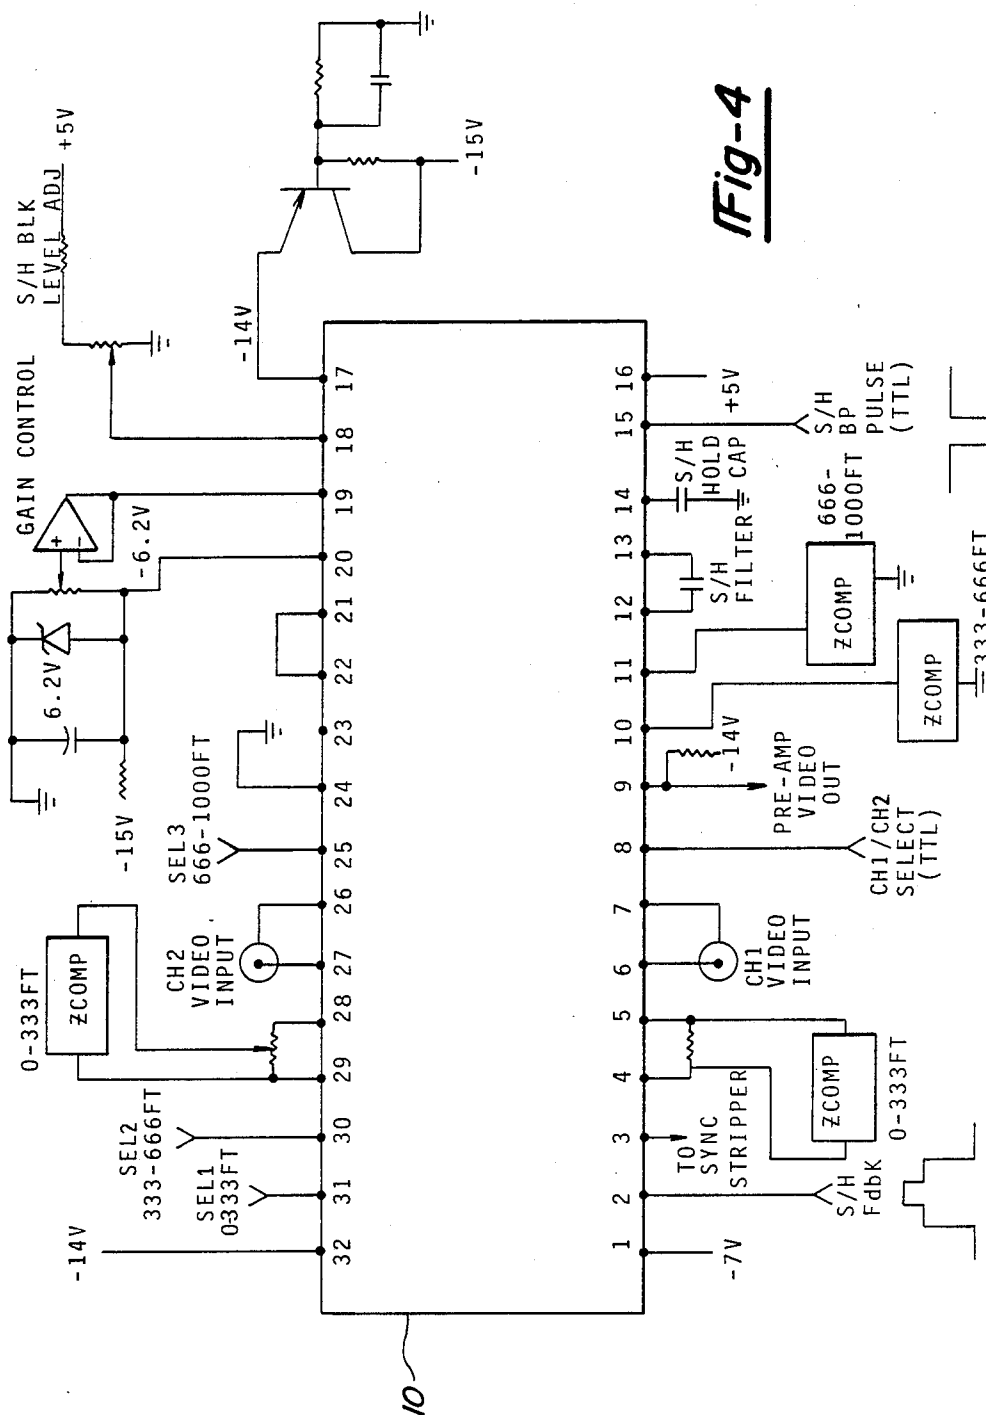 -14V
SEL1
0-333FT
SEL2
333-666FT
0-333FT
ZCOMP
CH2
VIDEO
INPUT
SEL3
666-1000FT
-15V
6.2V
-6.2V
GAIN CONTROL
+
-
S/H BLK
LEVEL ADJ
+5V
-14V
-15V
32
31
30
29
28
27
26
25
24
23
22
21
20
19
18
17
10
1
2
3
4
5
6
7
8
9
10
11
12
13
14
15
16
-7V
S/H
FdbK
TO
SYNC
STRIPPER
ZCOMP
0-333FT
CH1
VIDEO
INPUT
CH1/CH2
SELECT
(TTL)
PRE-AMP
VIDEO
OUT
-14V
ZCOMP
333-666FT
ZCOMP
666-
1000FT
S/H
FILTER
S/H
HOLD
CAP
S/H
BP
PULSE
(TTL)
+5V
Fig-4